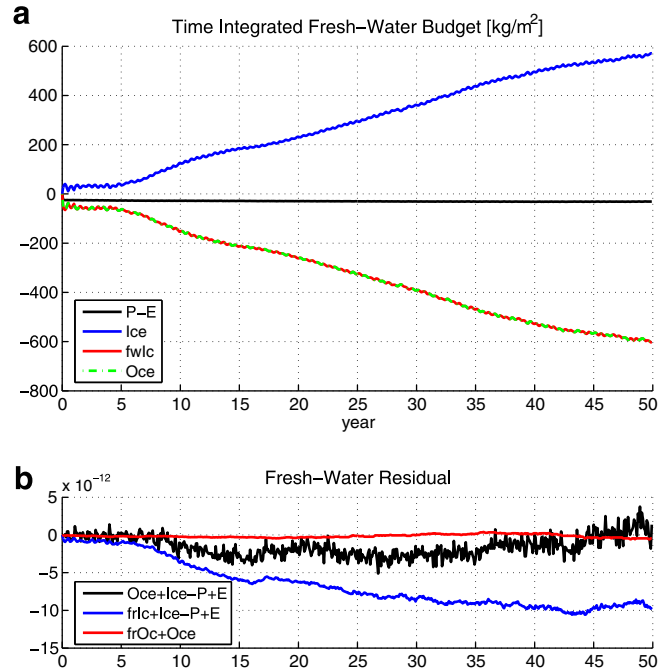 a
Time Integrated Fresh−Water Budget [kg/m²]
600
400
200
0
−200
−400
−600
−800
P−E
Ice
fwIc
Oce
0 5 10 15 20 25 30 35 40 45 50
year
b
x 10⁻¹²
Fresh−Water Residual
5
0
−5
−10
−15
Oce+Ice−P+E
frIc+Ice−P+E
frOc+Oce
0 5 10 15 20 25 30 35 40 45 50